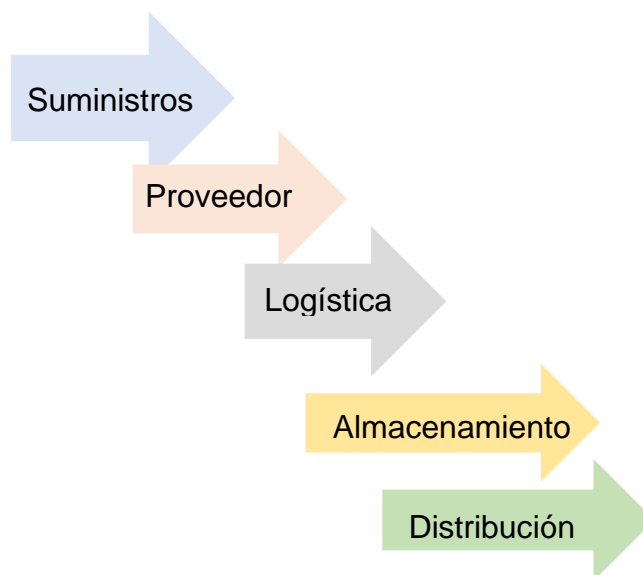 Suministros
Proveedor
Logística
Almacenamiento
Distribución